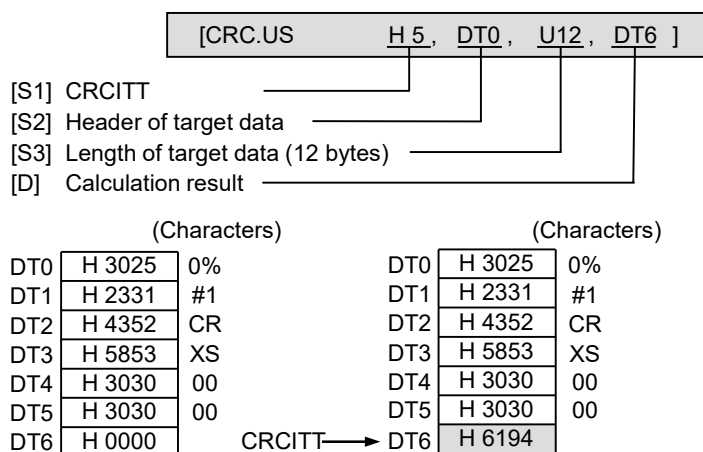 [CRC.US H 5 , DT0 , U12 , DT6 ]
[S1] CRCITT
[S2] Header of target data
[S3] Length of target data (12 bytes)
[D] Calculation result
(Characters) (Characters)
DT0 H 3025 0% DT0 H 3025 0%
DT1 H 2331 #1 DT1 H 2331 #1
DT2 H 4352 CR DT2 H 4352 CR
DT3 H 5853 XS DT3 H 5853 XS
DT4 H 3030 00 DT4 H 3030 00
DT5 H 3030 00 DT5 H 3030 00
DT6 H 0000 CRCITT DT6 H 6194